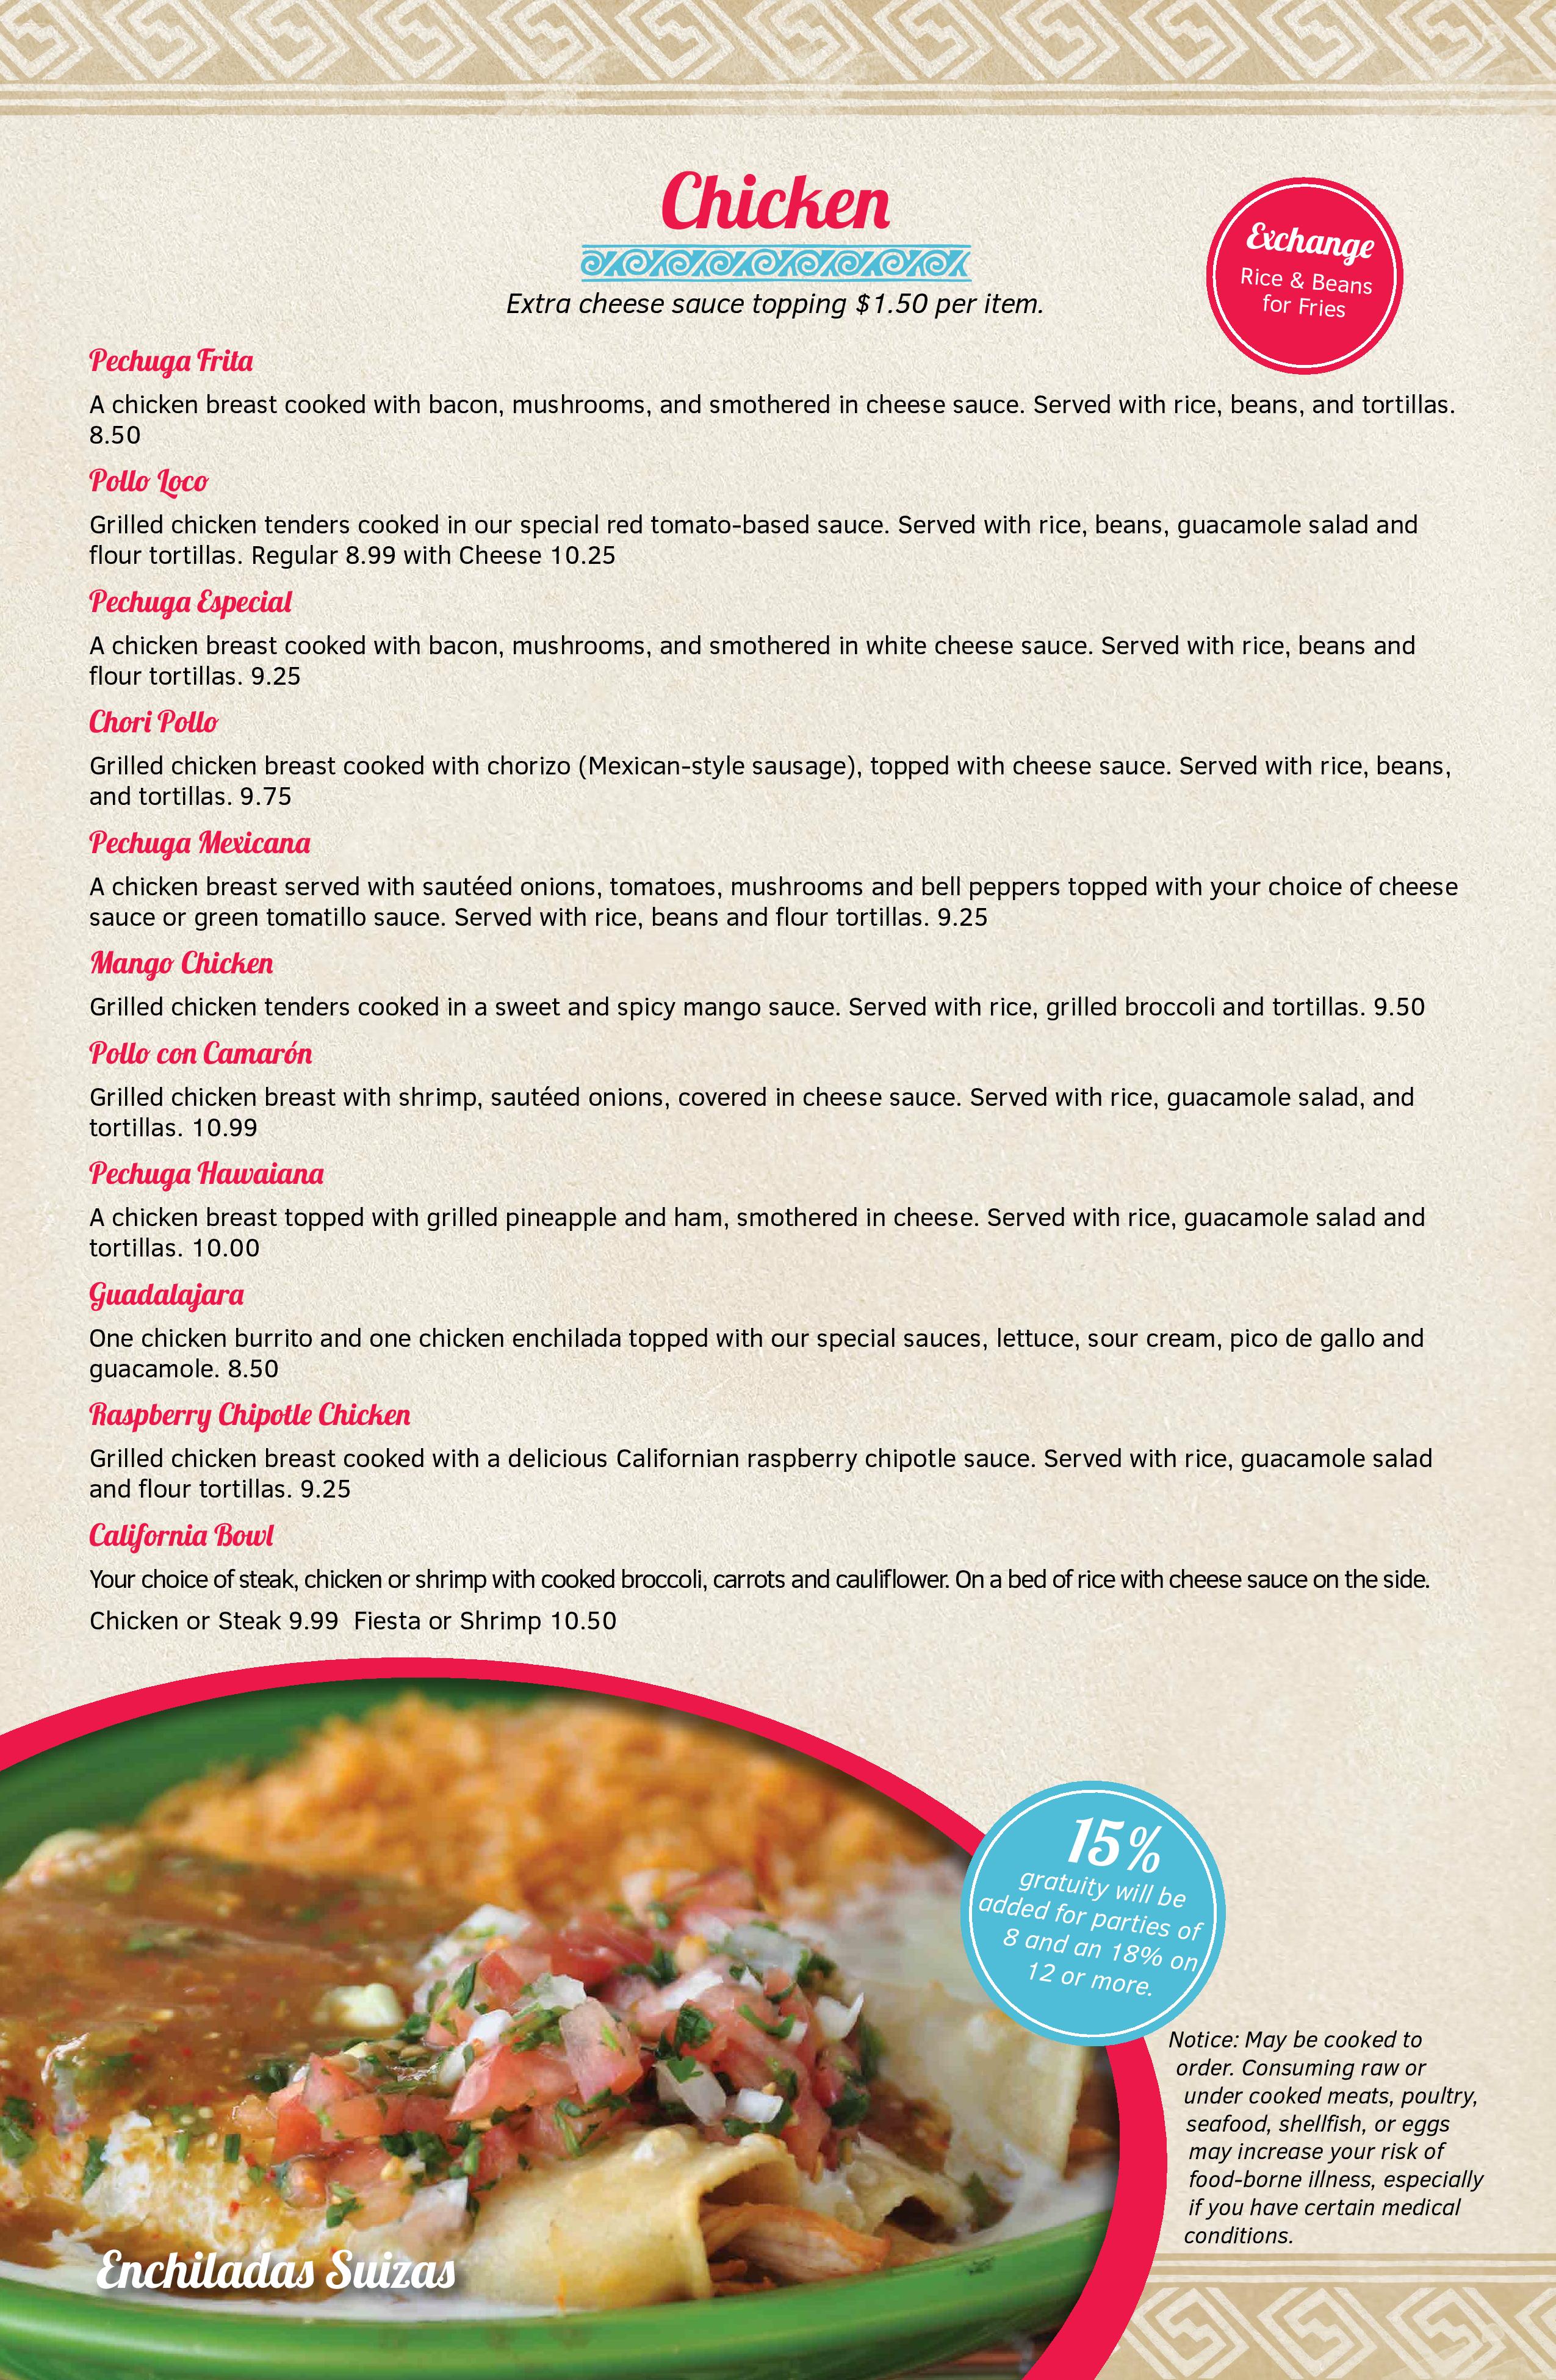 Chicken
Exchange
Rice & Beans
for Fries
Extra cheese sauce topping $1.50 per item.
Pechuga Frita
A chicken breast cooked with bacon, mushrooms, and smothered in cheese sauce. Served with rice, beans, and tortillas.
8.50
Pollo Loco
Grilled chicken tenders cooked in our special red tomato-based sauce. Served with rice, beans, guacamole salad and
flour tortillas. Regular 8.99 with Cheese 10.25
Pechuga Especial
A chicken breast cooked with bacon, mushrooms, and smothered in white cheese sauce. Served with rice, beans and
flour tortillas. 9.25
Chori Pollo
Grilled chicken breast cooked with chorizo (Mexican-style sausage), topped with cheese sauce. Served with rice, beans,
and tortillas. 9.75
Pechuga Mexicana
A chicken breast served with sautéed onions, tomatoes, mushrooms and bell peppers topped with your choice of cheese
sauce or green tomatillo sauce. Served with rice, beans and flour tortillas. 9.25
Mango Chicken
Grilled chicken tenders cooked in a sweet and spicy mango sauce. Served with rice, grilled broccoli and tortillas. 9.50
Pollo con Camarón
Grilled chicken breast with shrimp, sautéed onions, covered in cheese sauce. Served with rice, guacamole salad, and
tortillas. 10.99
Pechuga Hawaiana
A chicken breast topped with grilled pineapple and ham, smothered in cheese. Served with rice, guacamole salad and
tortillas. 10.00
Guadalajara
One chicken burrito and one chicken enchilada topped with our special sauces, lettuce, sour cream, pico de gallo and
guacamole. 8.50
Raspberry Chipotle Chicken
Grilled chicken breast cooked with a delicious Californian raspberry chipotle sauce. Served with rice, guacamole salad
and flour tortillas. 9.25
California Bowl
Your choice of steak, chicken or shrimp with cooked broccoli, carrots and cauliflower. On a bed of rice with cheese sauce on the side.
Chicken or Steak 9.99 Fiesta or Shrimp 10.50
15%
gratuity will be
added for parties of
8 and an 18% on
12 or more.
Notice: May be cooked to
order. Consuming raw or
under cooked meats, poultry,
seafood, shellfish, or eggs
may increase your risk of
food-borne illness, especially
if you have certain medical
conditions.
Enchiladas Suizas